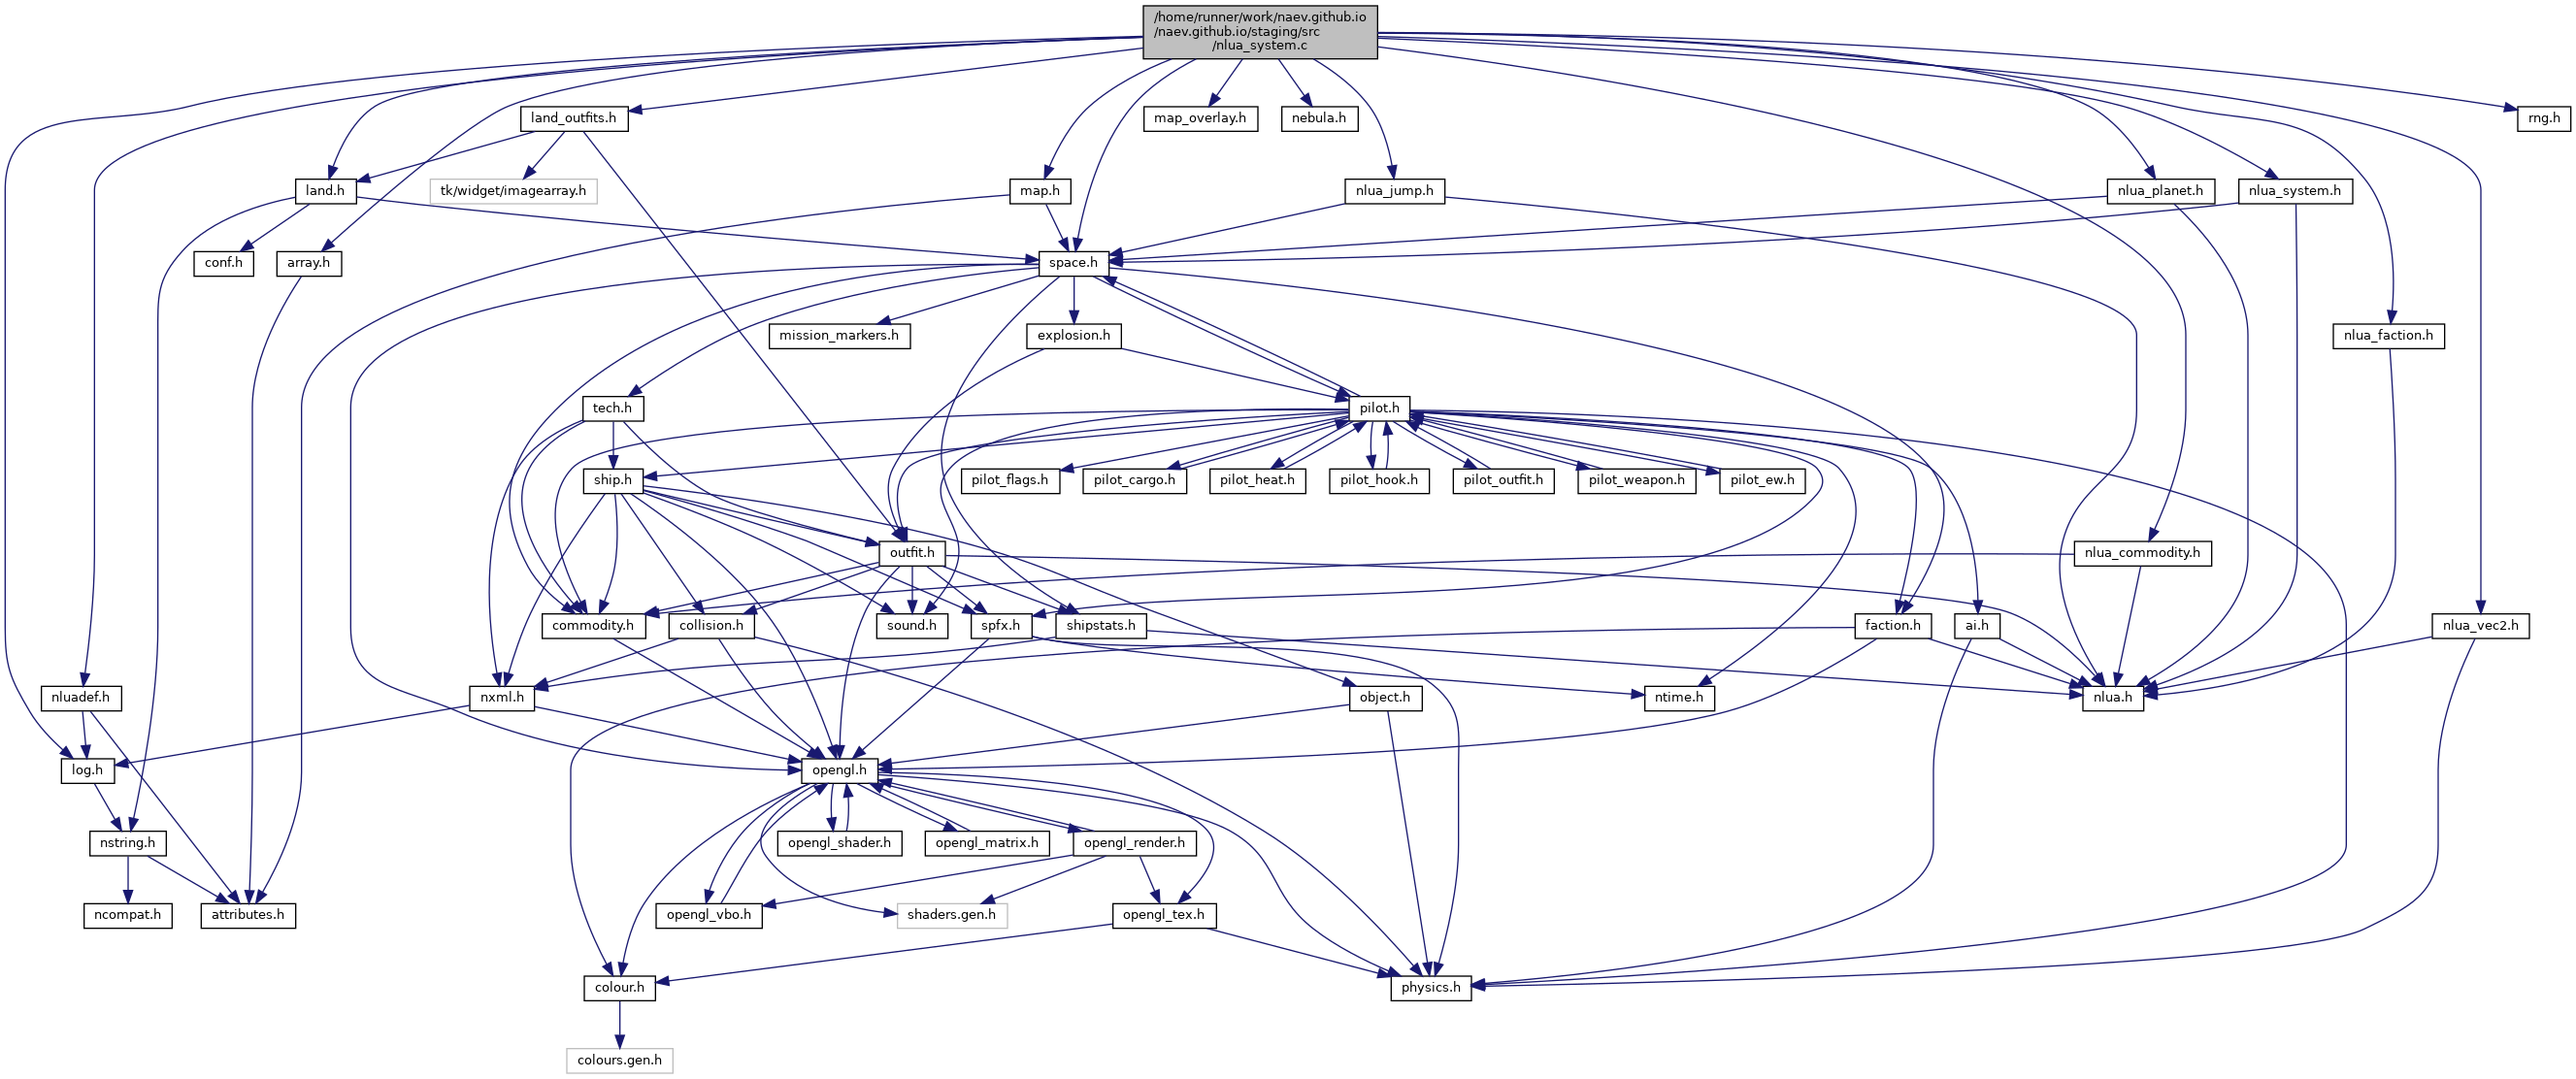 /home/runner/work/naev.github.io
/naev.github.io/staging/src
/nlua_system.c
land_outfits.h
map_overlay.h
nebula.h
rng.h
land.h
tk/widget/imagearray.h
map.h
nlua_jump.h
nlua_planet.h
nlua_system.h
conf.h
array.h
space.h
mission_markers.h
explosion.h
nlua_faction.h
tech.h
pilot.h
ship.h
pilot_flags.h
pilot_cargo.h
pilot_heat.h
pilot_hook.h
pilot_outfit.h
pilot_weapon.h
pilot_ew.h
outfit.h
nlua_commodity.h
commodity.h
collision.h
sound.h
spfx.h
shipstats.h
faction.h
ai.h
nlua_vec2.h
nluadef.h
nxml.h
object.h
ntime.h
nlua.h
log.h
opengl.h
nstring.h
opengl_shader.h
opengl_matrix.h
opengl_render.h
ncompat.h
attributes.h
opengl_vbo.h
shaders.gen.h
opengl_tex.h
colour.h
physics.h
colours.gen.h